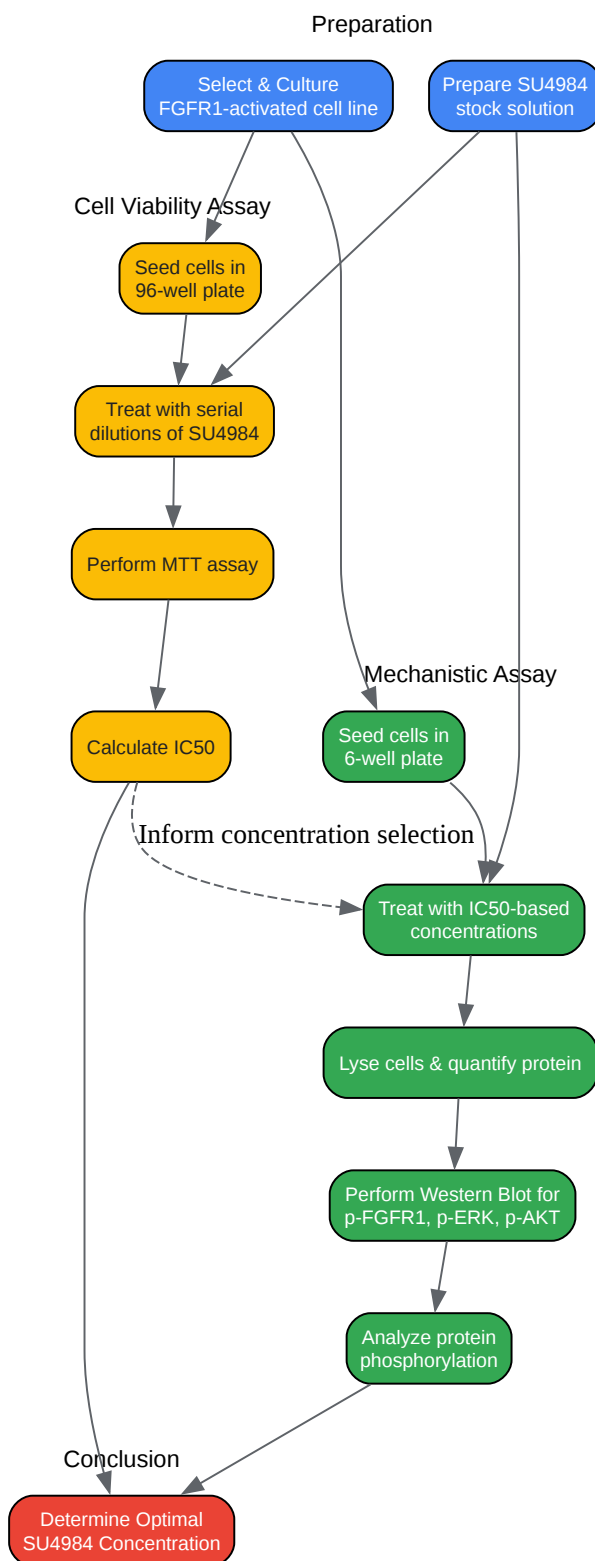 Preparation
Select & Culture
FGFR1-activated cell line
Prepare SU4984
stock solution
Cell Viability Assay
Seed cells in
96-well plate
Treat with serial
dilutions of SU4984
Perform MTT assay
Mechanistic Assay
Calculate IC50
Seed cells in
6-well plate
Inform concentration selection
Treat with IC50-based
concentrations
Lyse cells & quantify protein
Perform Western Blot for
p-FGFR1, p-ERK, p-AKT
Analyze protein
phosphorylation
Conclusion
Determine Optimal
SU4984 Concentration